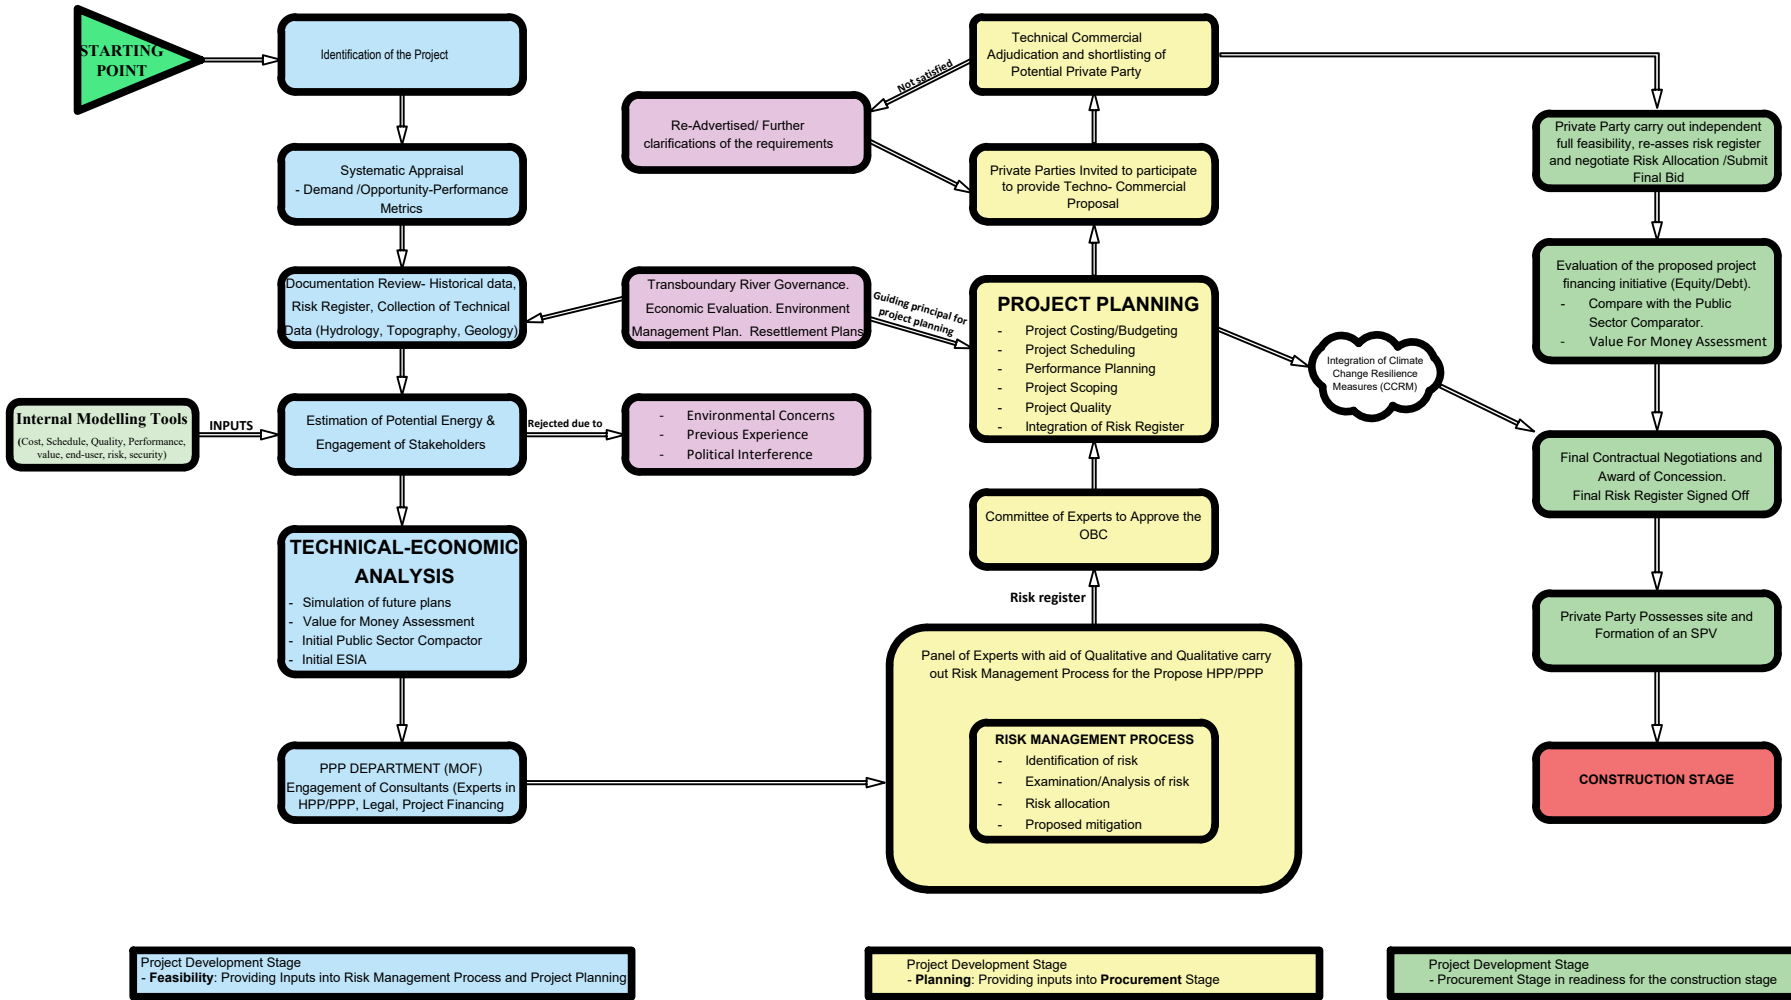 STARTING
POINT
Identification of the Project
Systematic Appraisal
- Demand /Opportunity-Performance
Metrics
Documentation Review- Historical data,
Risk Register, Collection of Technical
Data (Hydrology, Topography, Geology)
Internal Modelling Tools
(Cost, Schedule, Quality, Performance,
value, end-user, risk, security)
INPUTS
Estimation of Potential Energy &
Engagement of Stakeholders
Rejected due to
- Environmental Concerns
- Previous Experience
- Political Interference
TECHNICAL-ECONOMIC
ANALYSIS
- Simulation of future plans
- Value for Money Assessment
- Initial Public Sector Compactor
- Initial ESIA
PPP DEPARTMENT (MOF)
Engagement of Consultants (Experts in
HPP/PPP, Legal, Project Financing
Re-Advertised/ Further
clarifications of the requirements
Not satisfied
Transboundary River Governance.
Economic Evaluation. Environment
Management Plan. Resettlement Plans
Guiding principal for
project planning
Technical Commercial
Adjudication and shortlisting of
Potential Private Party
Private Parties Invited to participate
to provide Techno- Commercial
Proposal
PROJECT PLANNING
- Project Costing/Budgeting
- Project Scheduling
- Performance Planning
- Project Scoping
- Project Quality
- Integration of Risk Register
Committee of Experts to Approve the
OBC
Risk register
Panel of Experts with aid of Qualitative and Qualitative carry
out Risk Management Process for the Propose HPP/PPP
RISK MANAGEMENT PROCESS
- Identification of risk
- Examination/Analysis of risk
- Risk allocation
- Proposed mitigation
Integration of Climate
Change Resilience
Measures (CCRM)
Private Party carry out independent
full feasibility, re-asses risk register
and negotiate Risk Allocation /Submit
Final Bid
Evaluation of the proposed project
financing initiative (Equity/Debt).
- Compare with the Public
Sector Comparator.
- Value For Money Assessment
Final Contractual Negotiations and
Award of Concession.
Final Risk Register Signed Off
Private Party Possesses site and
Formation of an SPV
CONSTRUCTION STAGE
Project Development Stage
- Feasibility: Providing Inputs into Risk Management Process and Project Planning
Project Development Stage
- Planning: Providing inputs into Procurement Stage
Project Development Stage
- Procurement Stage in readiness for the construction stage